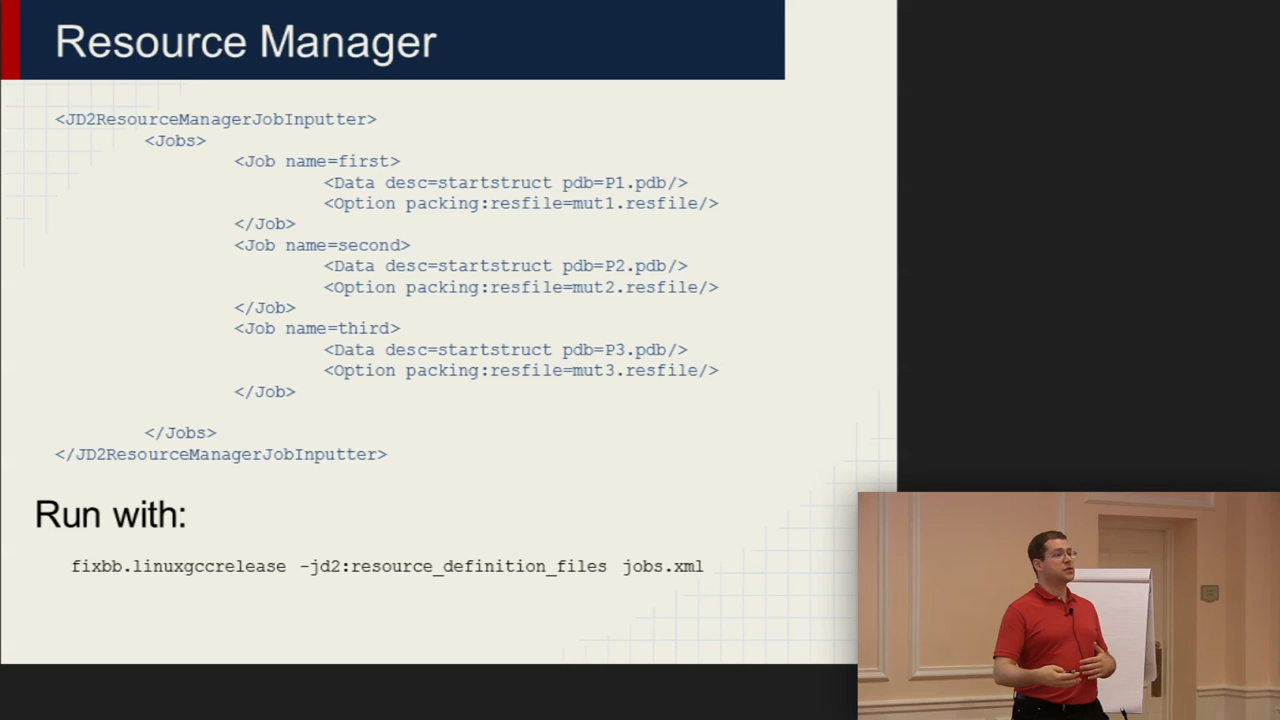 Resource Manager
<JD2ResourceManagerJobInputter>
<Jobs>
<Job name=first>
<Data desc=startstruct pdb=P1.pdb/>
<Option packing:resfile=mut1.resfile/>
</Job>
<Job name=second>
<Data desc=startstruct pdb=P2.pdb/>
<Option packing:resfile=mut2.resfile/>
</Job>
<Job name=third>
<Data desc=startstruct pdb=P3.pdb/>
<Option packing:resfile=mut3.resfile/>
</Job>
</Jobs>
</JD2ResourceManagerJobInputter>
Run with:
fixbb.linuxgccrelease -jd2:resource_definition_files jobs.xml